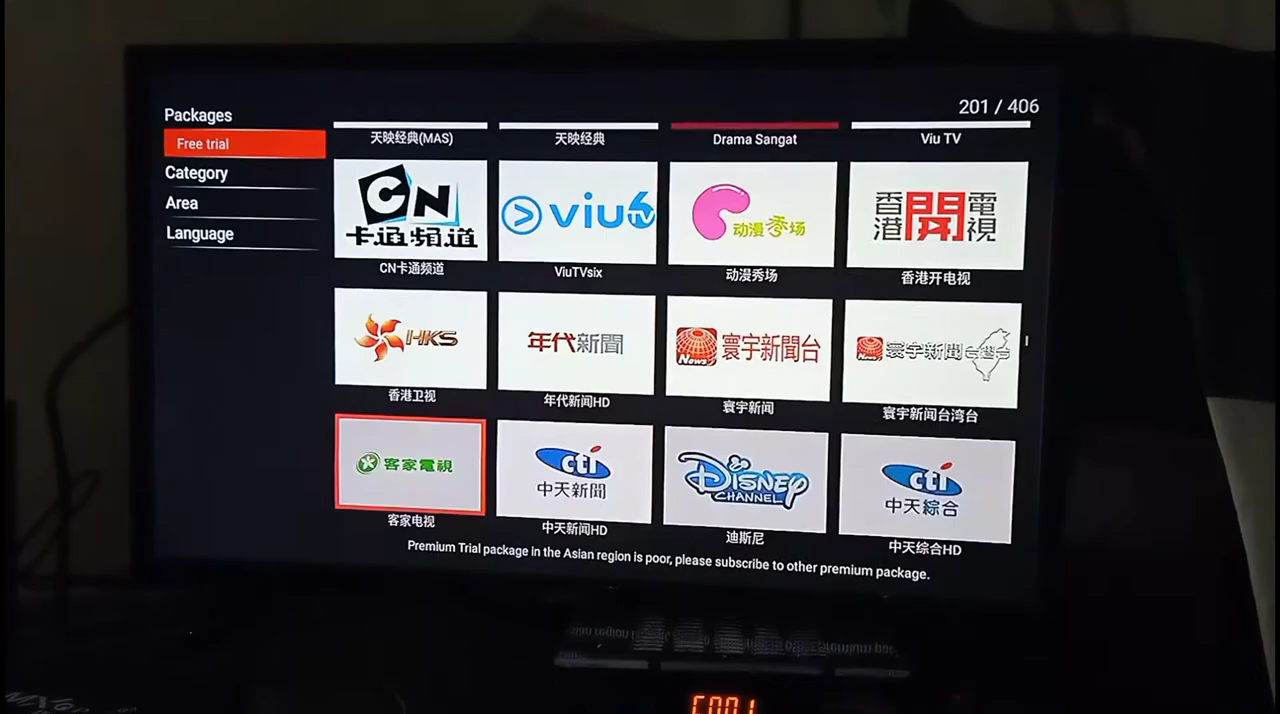 201 / 406
Packages
Free trial
Category
Area
Language
天映经典(MAS)
天映经典
Drama Sangat
Viu TV
CN
卡通頻道
viu6
TV
动漫秀场
香港開電視
CN卡通频道
ViuTVsix
动漫秀场
香港开电视
HKS
年代新聞
News
寰宇新聞台
News
寰宇新聞台灣台
香港卫视
年代新闻HD
寰宇新闻
寰宇新闻台湾台
客家電視
cti
中天新聞
DISNEY
CHANNEL
cti
中天綜合
客家电视
中天新闻HD
迪斯尼
中天综合HD
Premium Trial package in the Asian region is poor, please subscribe to other premium package.
C001